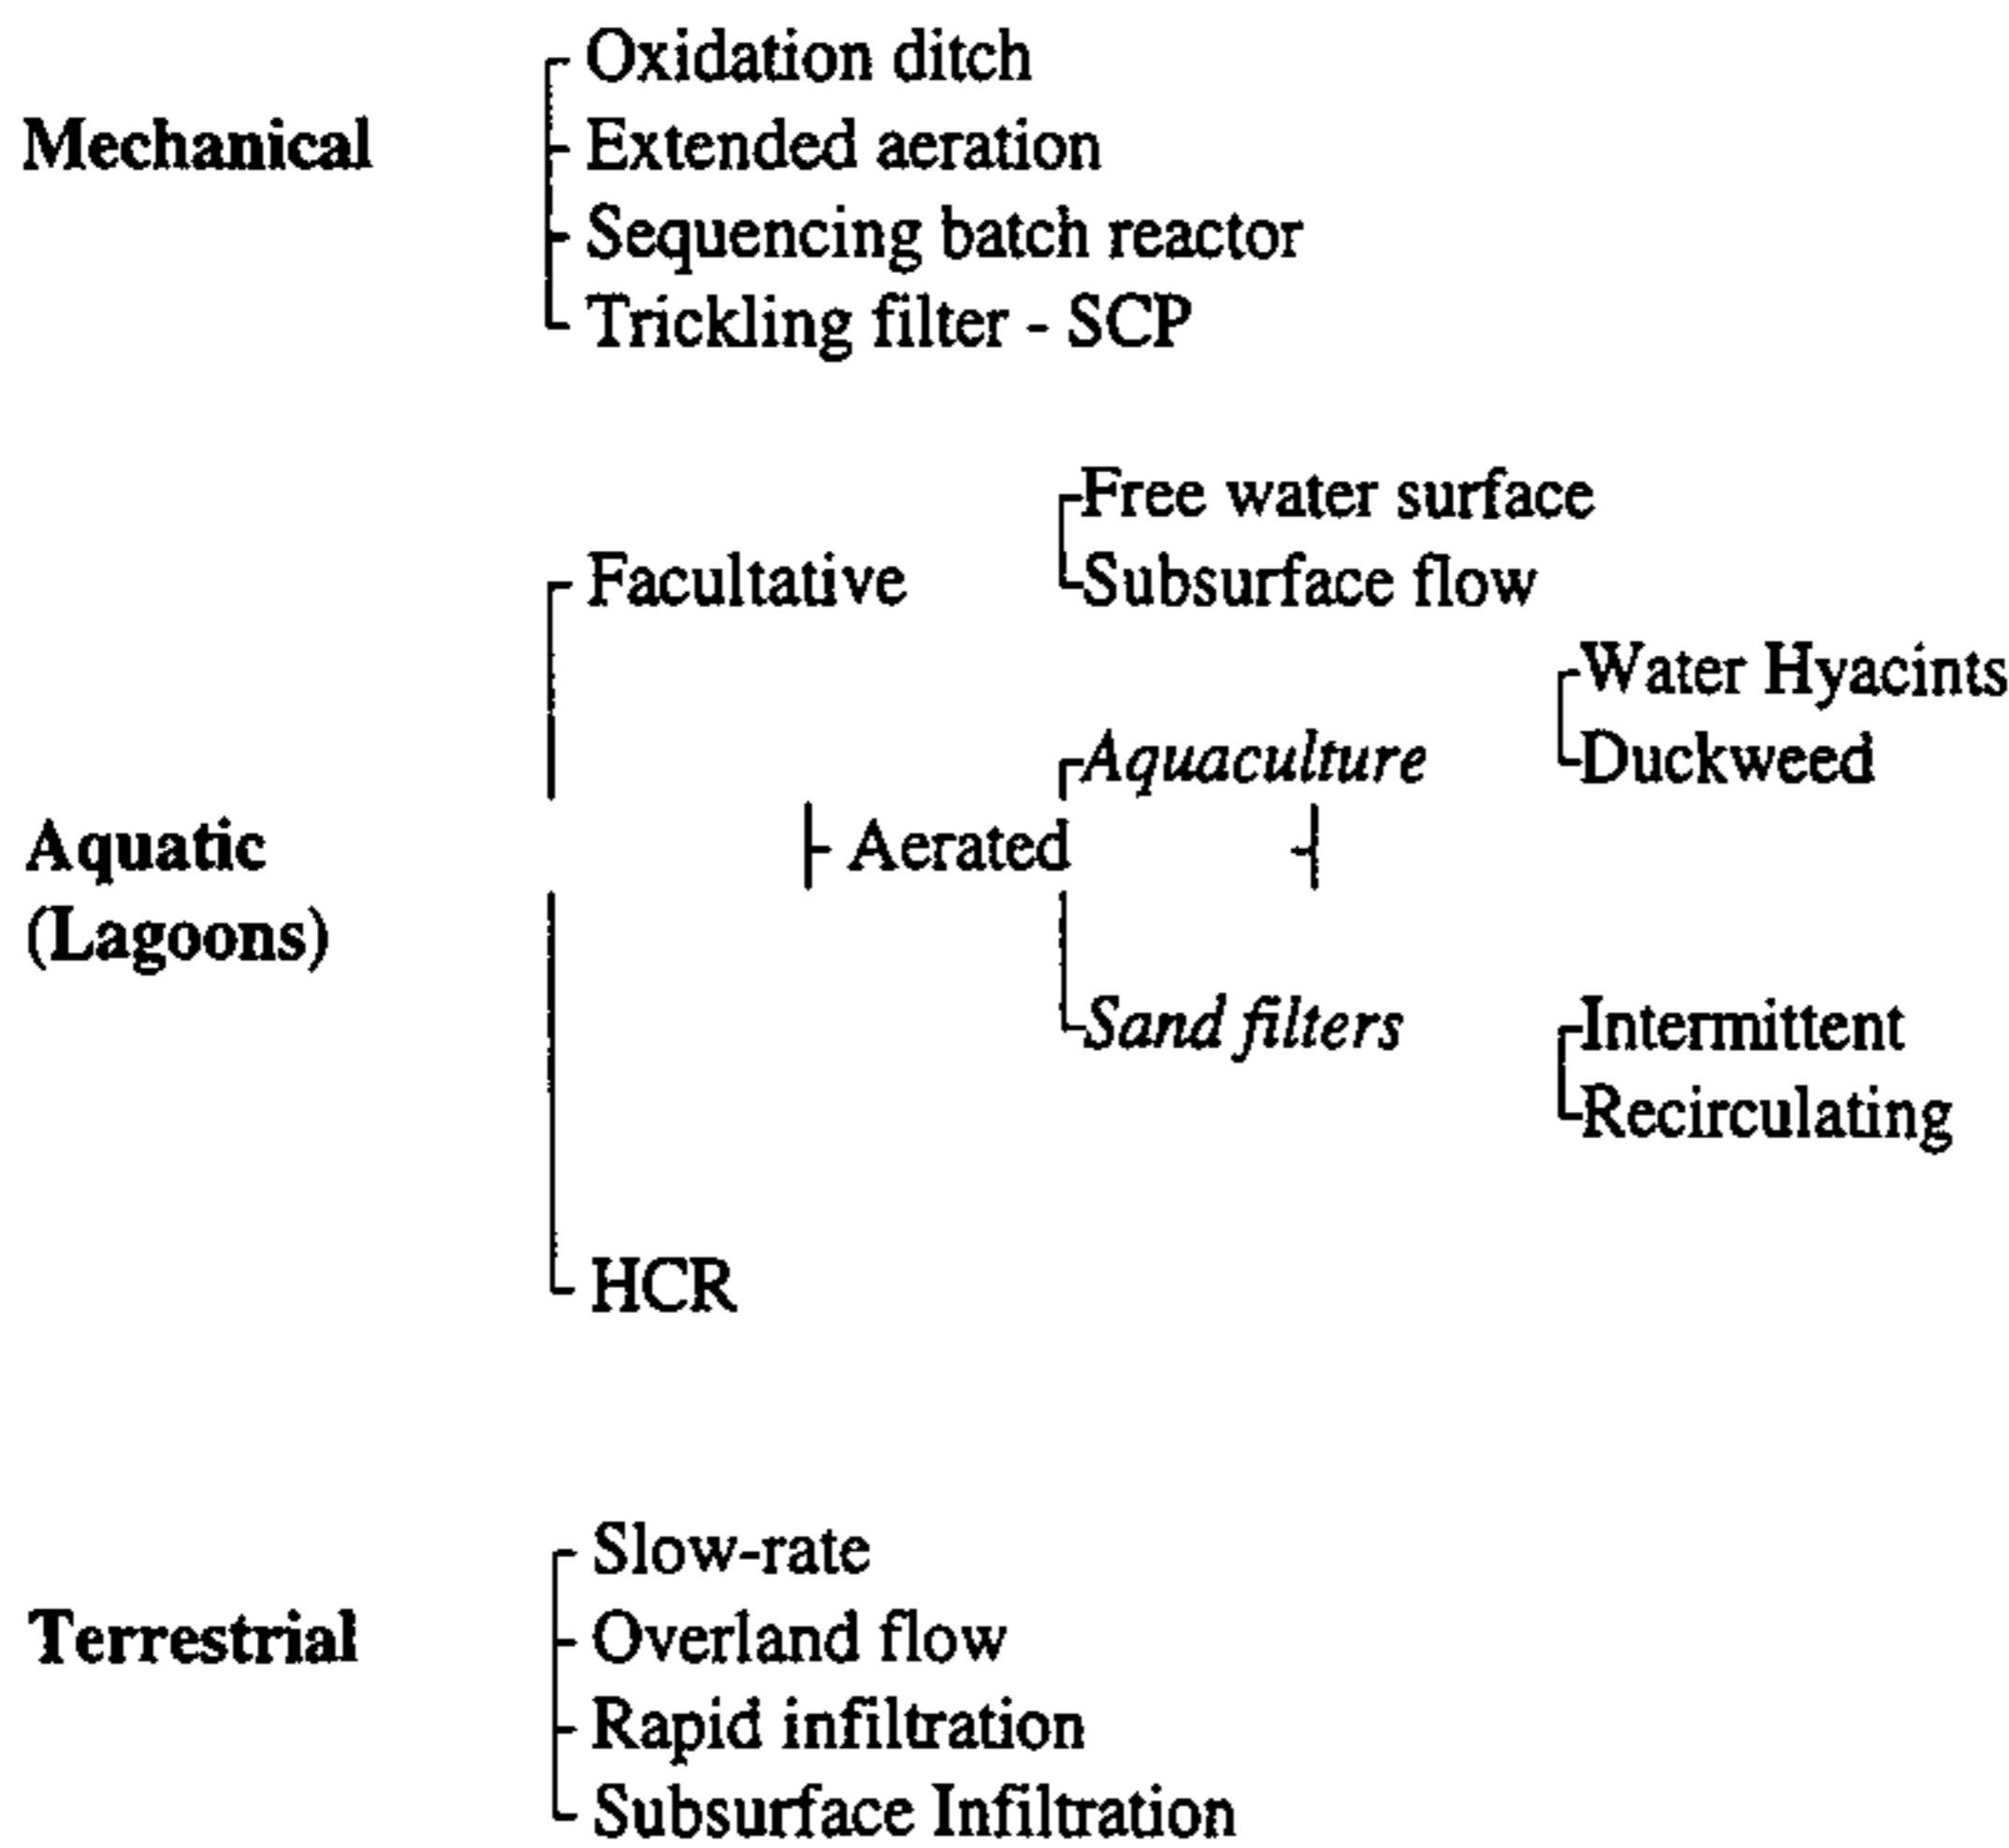 Oxidation ditch
Mechanical Extended aeration
Sequencing batch reactor
Trickling filter - SCP
Free water surface
Facultative Subsurface flow
Water Hyacints
Aquaculture Duckweed
Aquatic Aerated
(Lagoons)
Sand filters Intermittent
Recirculating
HCR
Slow-rate
Terrestrial Overland flow
Rapid infiltration
Subsurface Infiltration